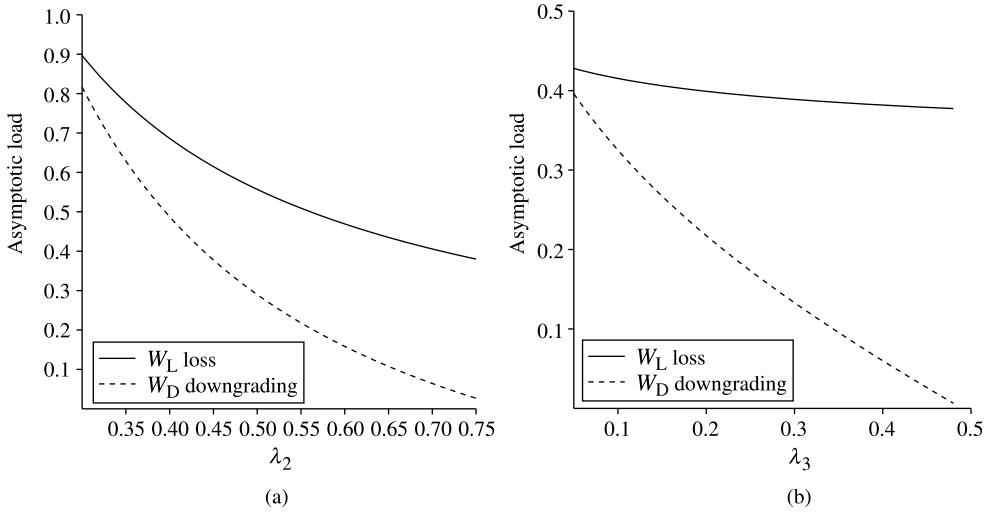 1.0
0.9
0.8
0.7
0.6
0.5
0.4
0.3
0.2
0.1
Asymptotic load
W_L loss
W_D downgrading
0.35 0.40 0.45 0.50 0.55 0.60 0.65 0.70 0.75
λ_2
(a)
0.5
0.4
0.3
0.2
0.1
Asymptotic load
W_L loss
W_D downgrading
0.1 0.2 0.3 0.4 0.5
λ_3
(b)